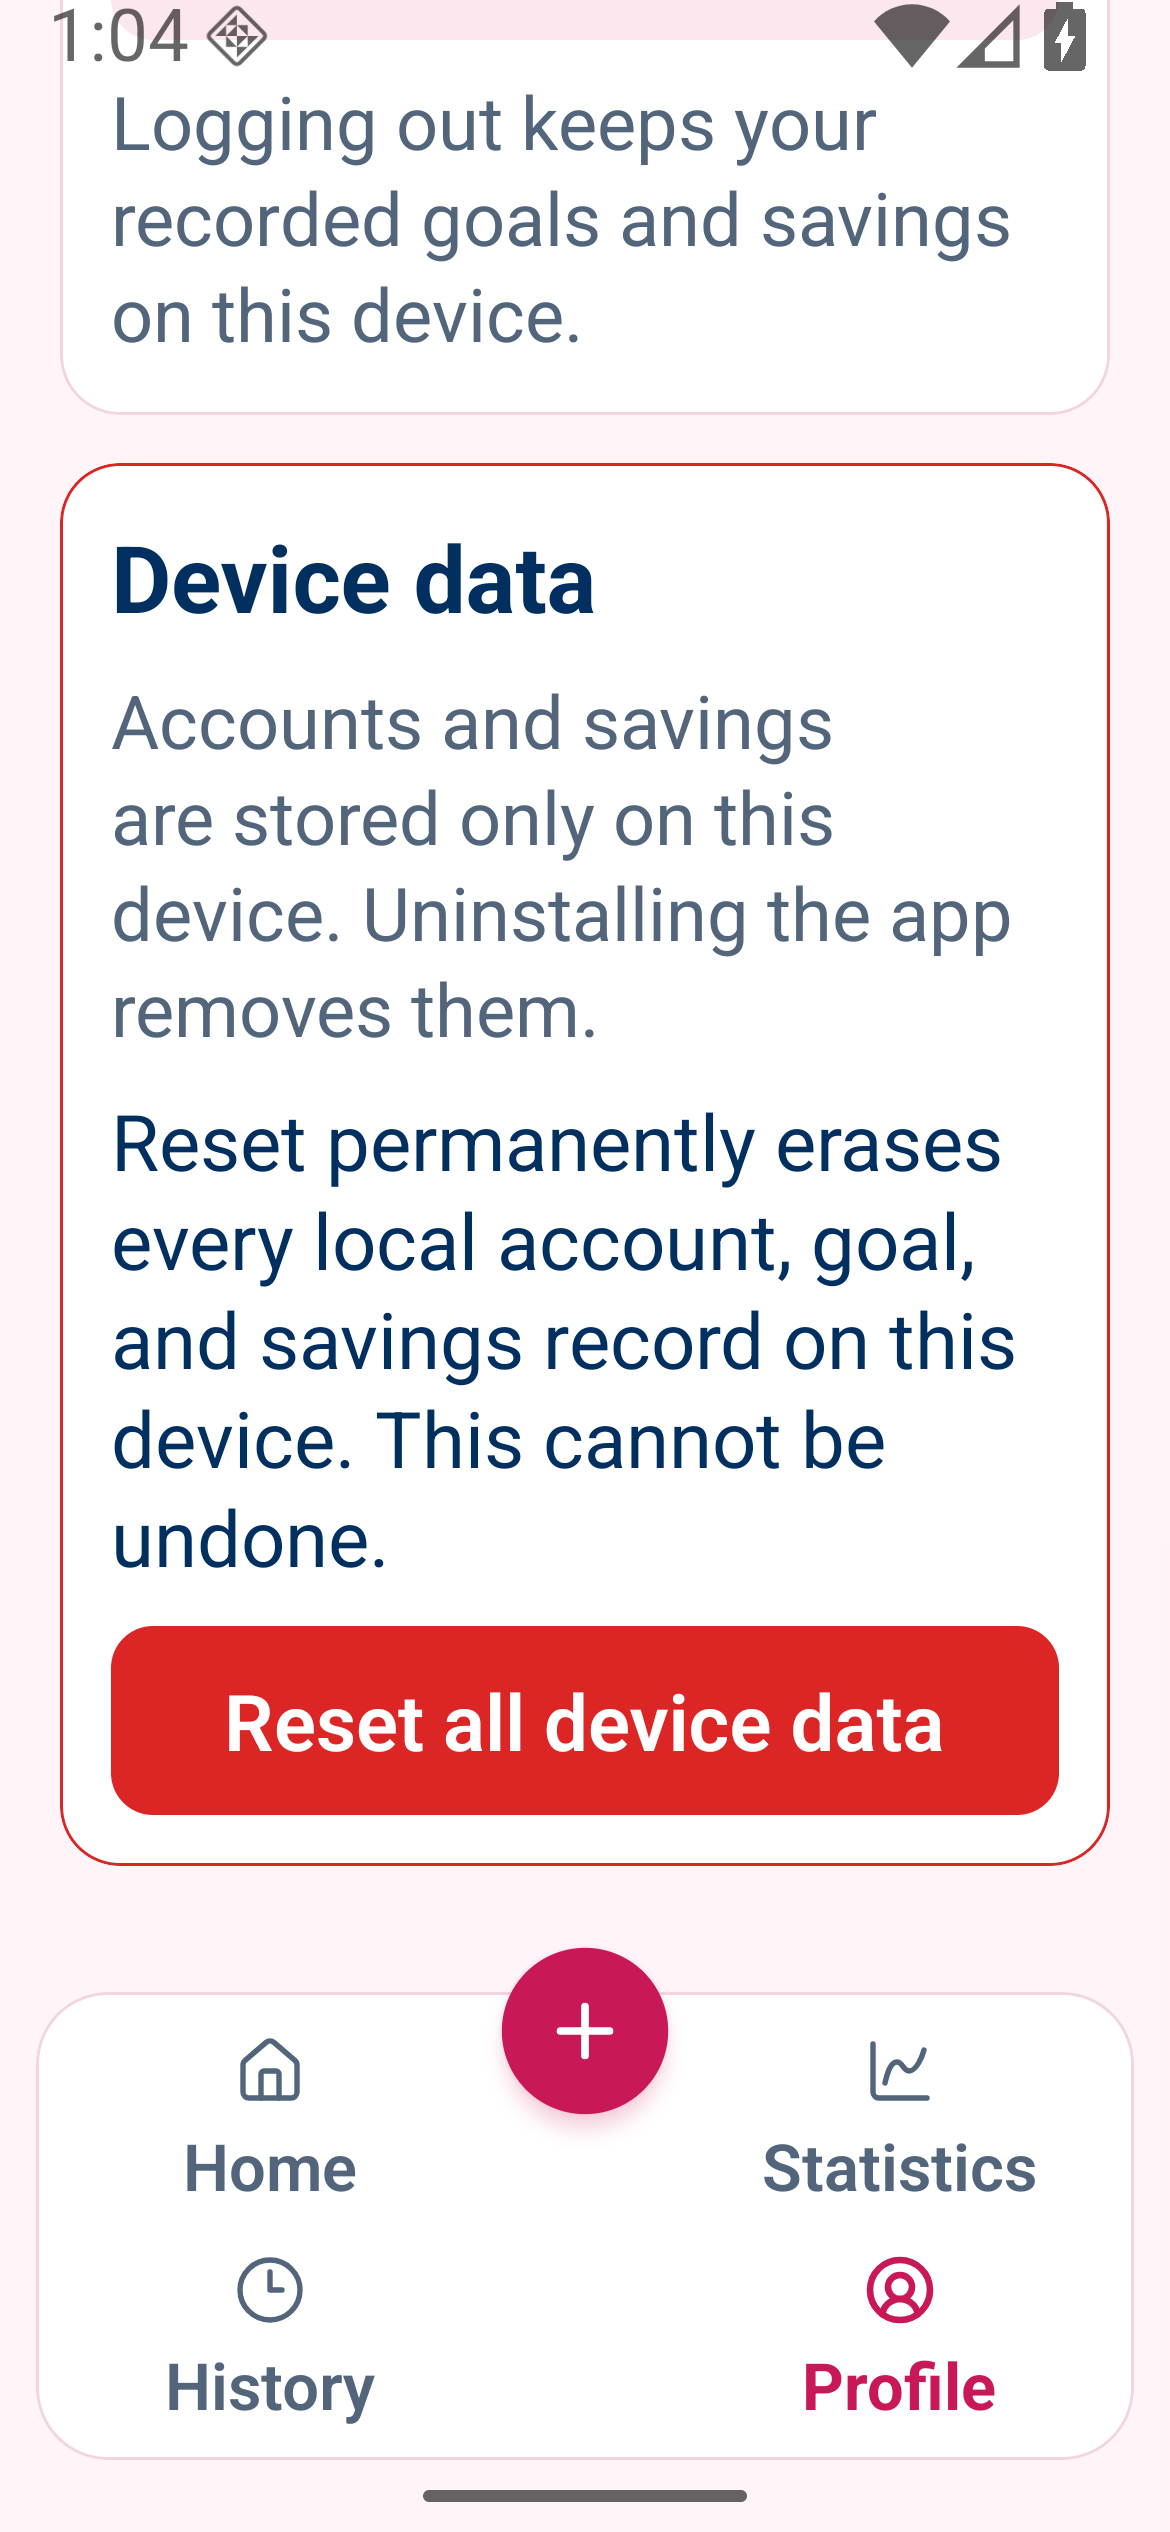 1:04
Logging out keeps your
recorded goals and savings
on this device.
Device data
Accounts and savings
are stored only on this
device. Uninstalling the app
removes them.
Reset permanently erases
every local account, goal,
and savings record on this
device. This cannot be
undone.
Reset all device data
Home
Statistics
History
Profile